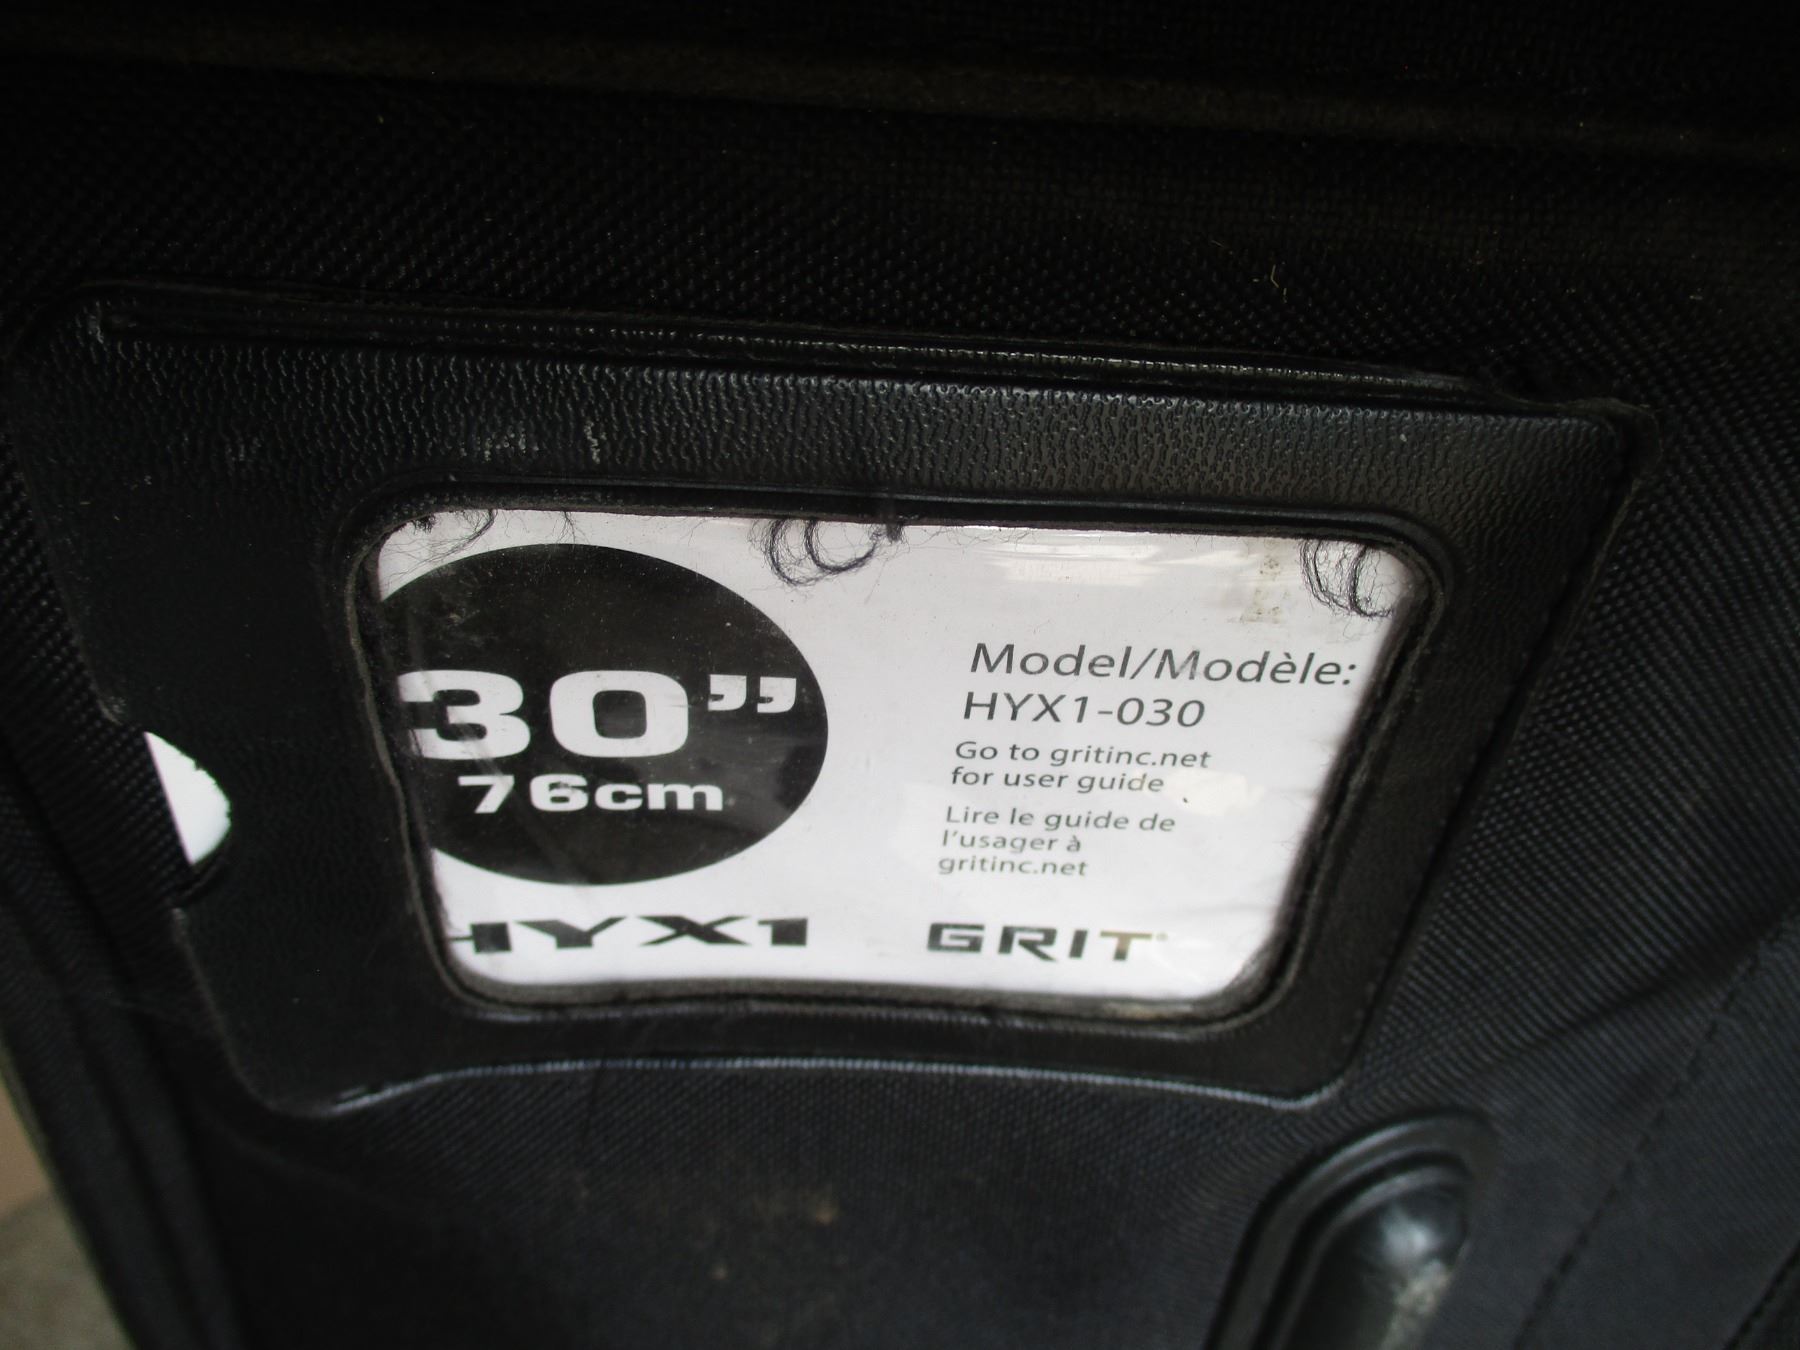 30”
76cm
HYX1
Model/Modèle:
HYX1-030
Go to gritinc.net
for user guide
Lire le guide de
l’usager à
gritinc.net
GRIT